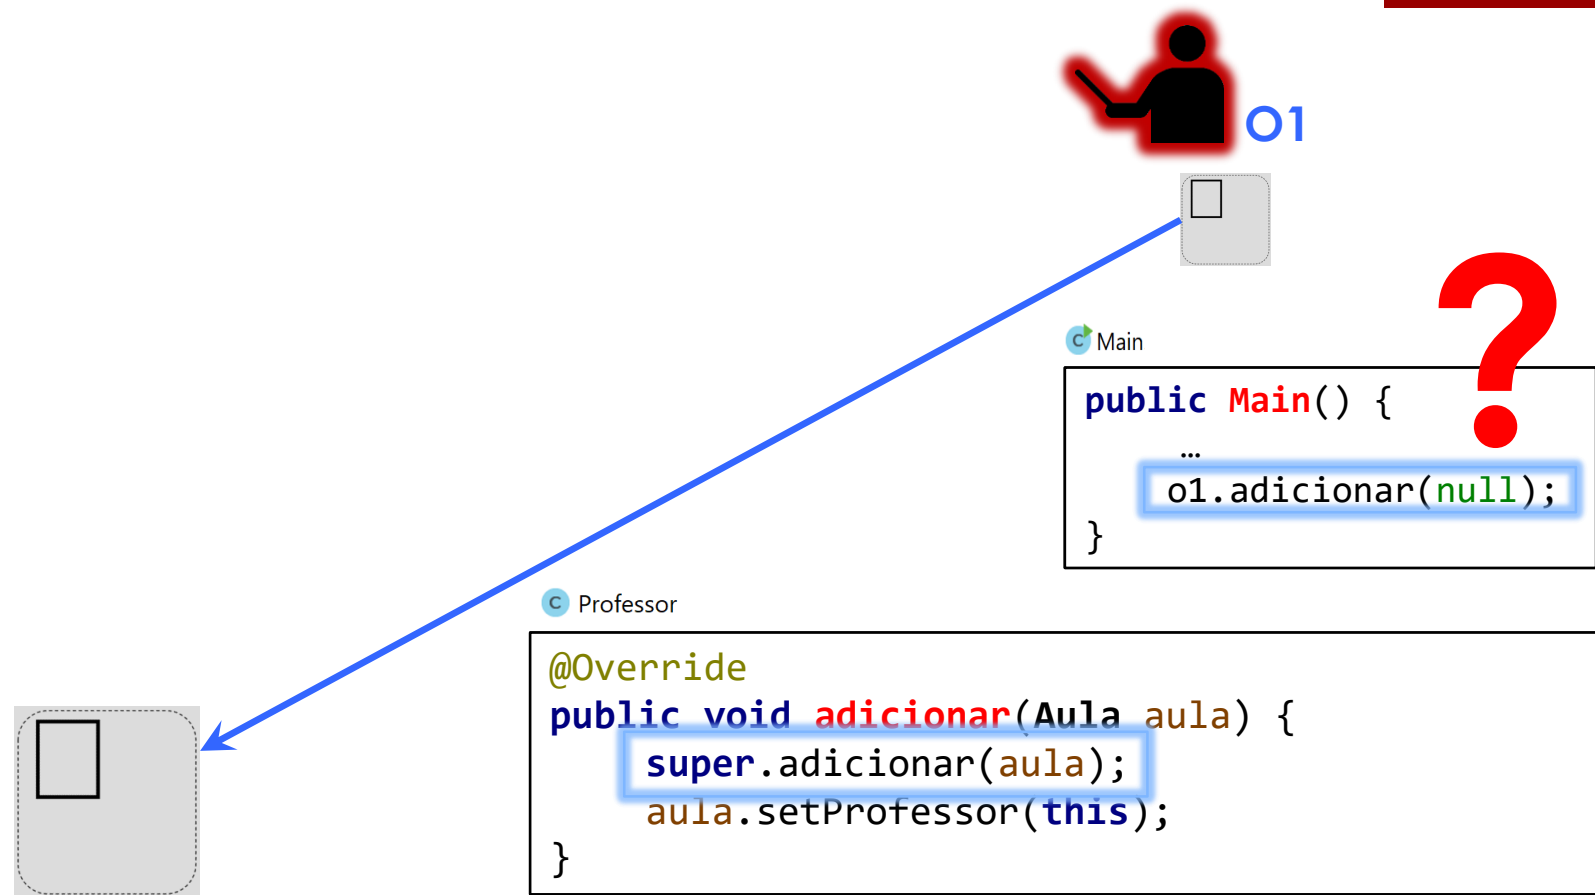 O1
C Main
public Main() {
…
o1.adicionar(null);
}
?
C Professor
@Override
public void adicionar(Aula aula) {
super.adicionar(aula);
aula.setProfessor(this);
}